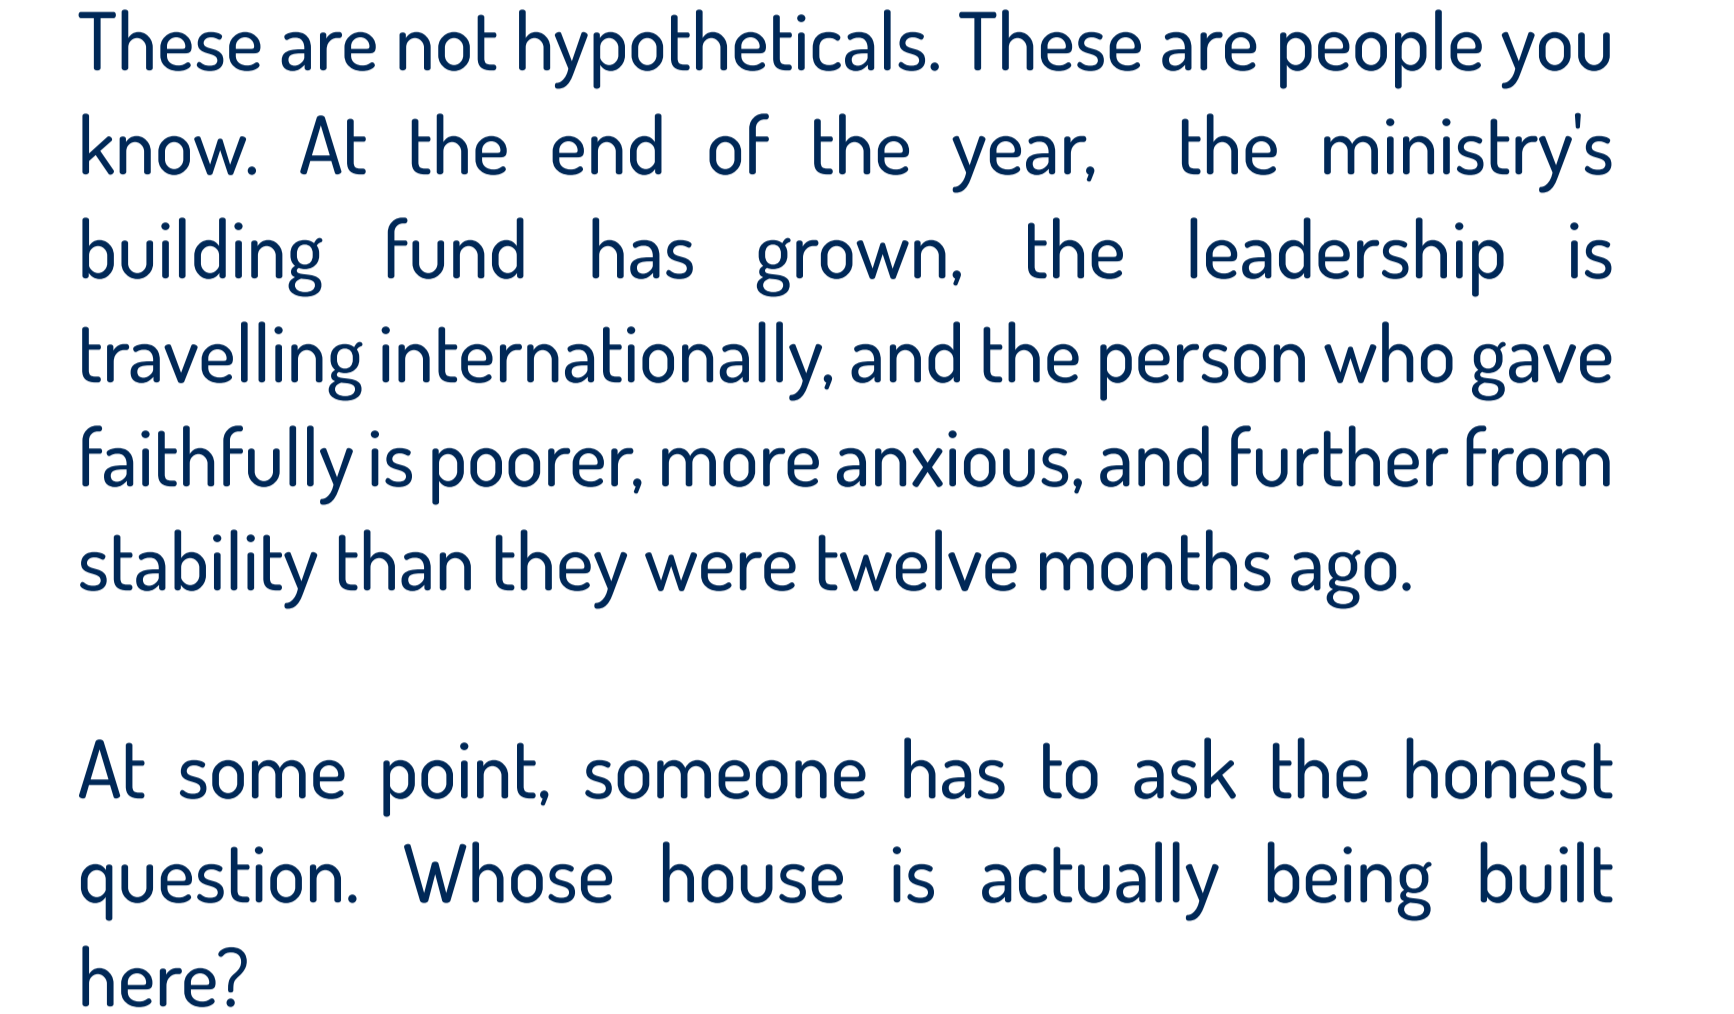 These are not hypotheticals. These are people you
know. At the end of the year, the ministry's
building fund has grown, the leadership is
travelling internationally, and the person who gave
faithfully is poorer, more anxious, and further from
stability than they were twelve months ago.
At some point, someone has to ask the honest
question. Whose house is actually being built
here?